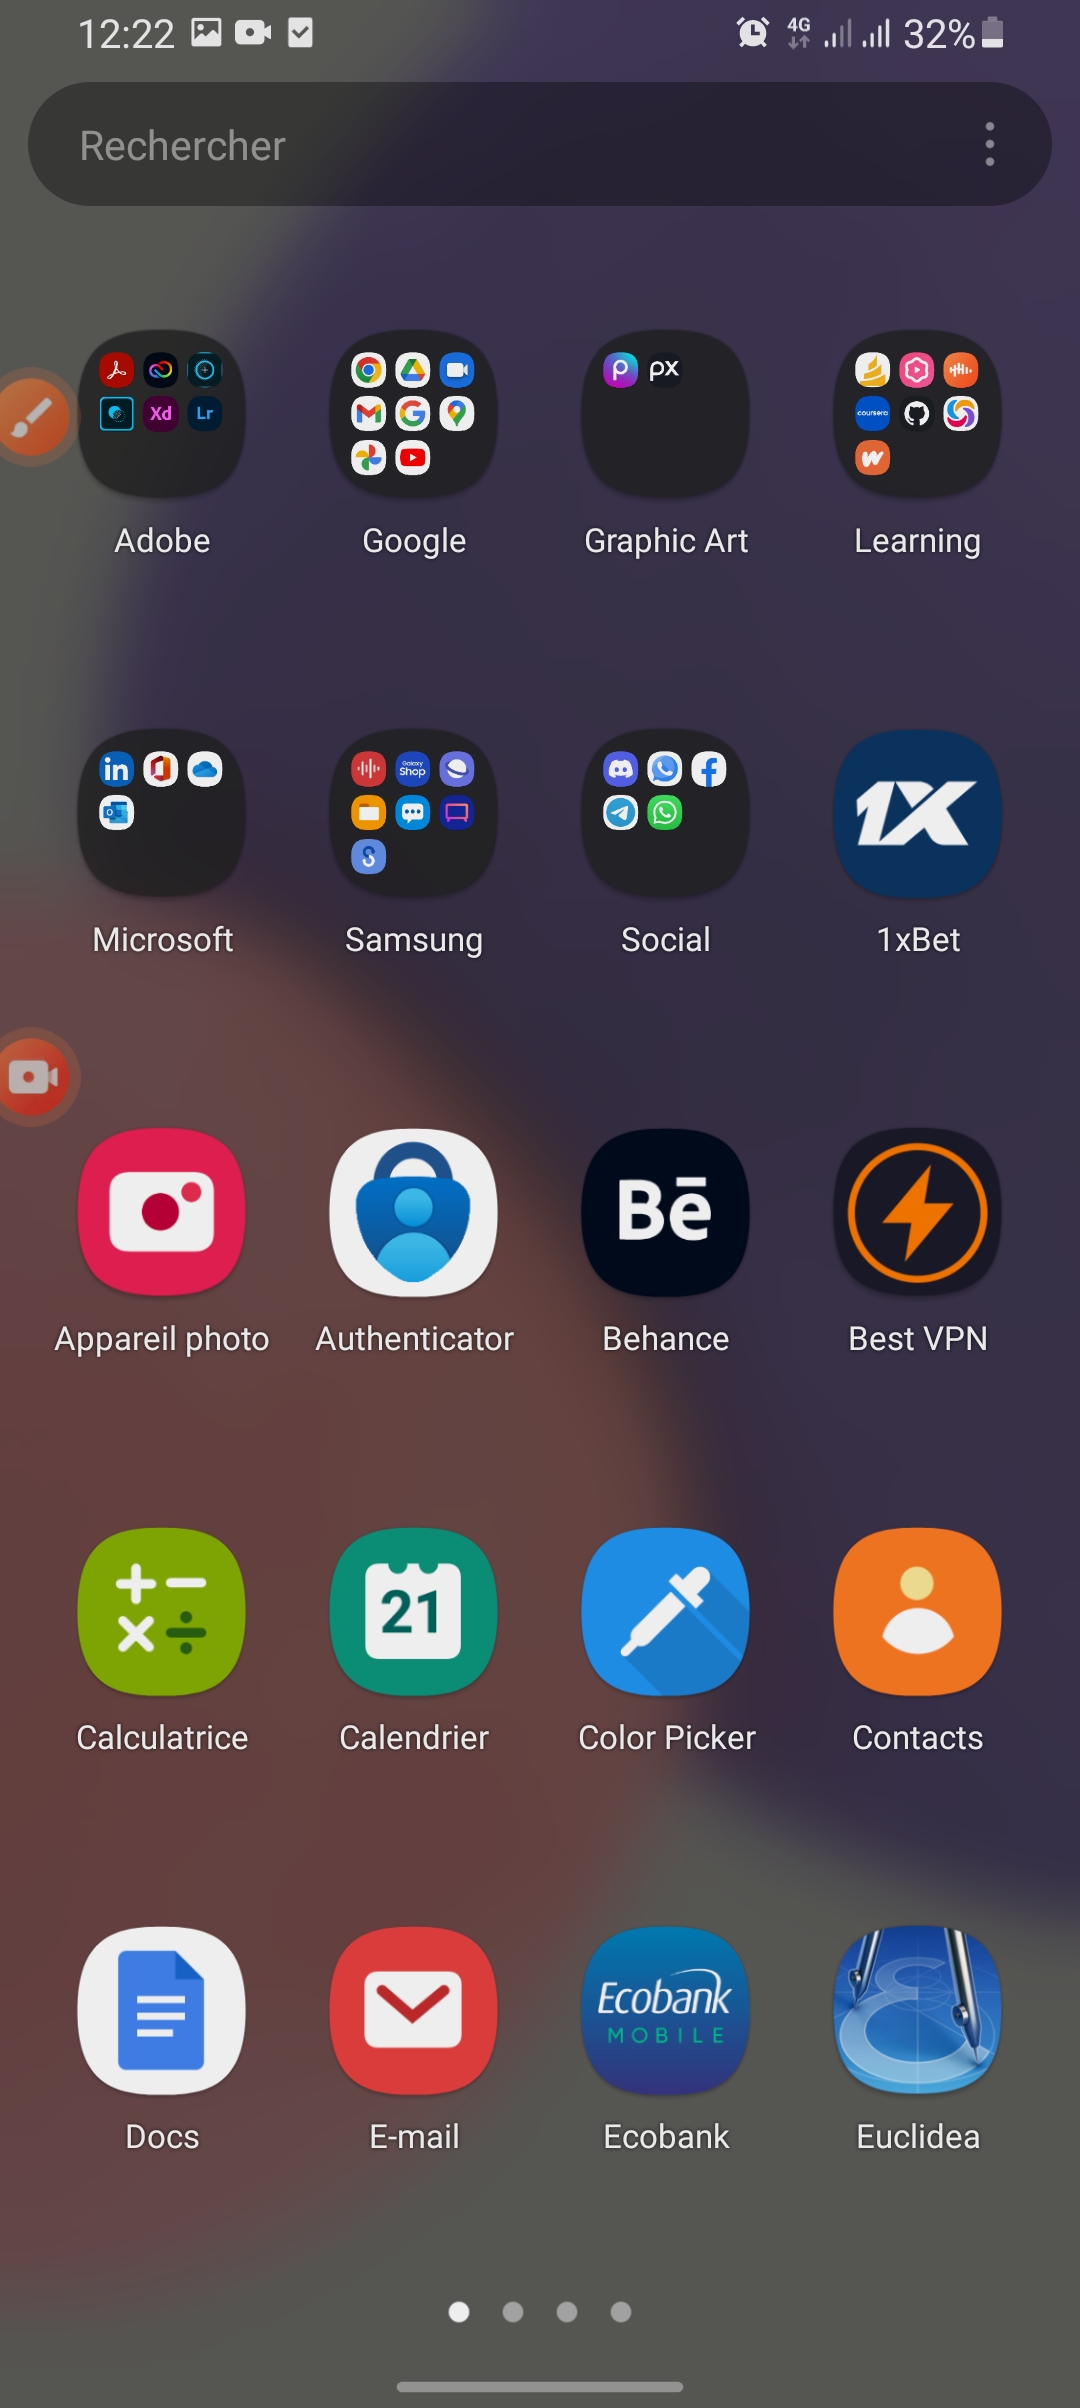 12:22 4G 32%
Rechercher
Xd Lr
px
coursera
Adobe Google Graphic Art Learning
in Galaxy Shop
1X
Microsoft Samsung Social 1xBet
Bē
Appareil photo Authenticator Behance Best VPN
21
Calculatrice Calendrier Color Picker Contacts
Ecobank
MOBILE
Docs E-mail Ecobank Euclidea